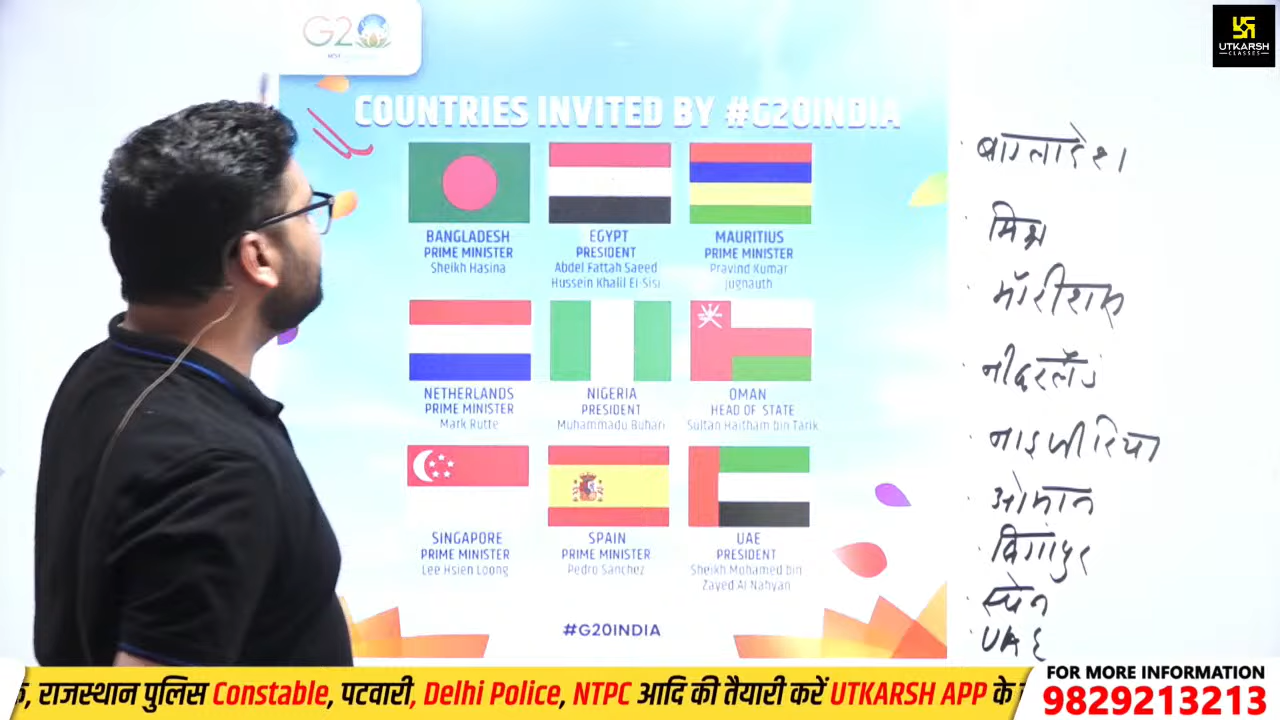 G20
UTKARSH
CLASSES
COUNTRIES INVITED BY #G20INDIA
BANGLADESH
PRIME MINISTER
Sheikh Hasina
EGYPT
PRESIDENT
Abdel Fattah Saeed
Hussein Khalil El-Sisi
MAURITIUS
PRIME MINISTER
Pravind Kumar
Jugnauth
NETHERLANDS
PRIME MINISTER
Mark Rutte
NIGERIA
PRESIDENT
Muhammadu Buhari
OMAN
HEAD OF STATE
Sultan Haitham bin Tarik
SINGAPORE
PRIME MINISTER
Lee Hsien Loong
SPAIN
PRIME MINISTER
Pedro Sánchez
UAE
PRESIDENT
Sheikh Mohamed bin
Zayed Al Nahyan
#G20INDIA
बांग्लादेश
मिस्र
मॉरीशस
नीदरलैंड
नाइजीरिया
ओमान
सिंगापुर
स्पेन
UAE
राजस्थान पुलिस Constable, पटवारी, Delhi Police, NTPC आदि की तैयारी करें UTKARSH APP के
FOR MORE INFORMATION
9829213213